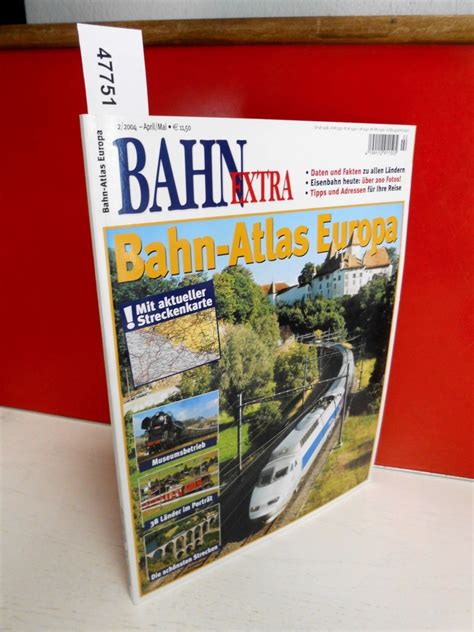 47751
Bahn-Atlas Europa
2/2004 – April/Mai • € 11,50
BAHN
EXTRA
• Daten und Fakten zu allen Ländern
• Eisenbahn heute: über 200 Fotos!
• Tipps und Adressen für Ihre Reise
Bahn-Atlas Europa
! Mit aktueller
Streckenkarte
Museumsbetrieb
38 Länder im Porträt
Die schönsten Strecken